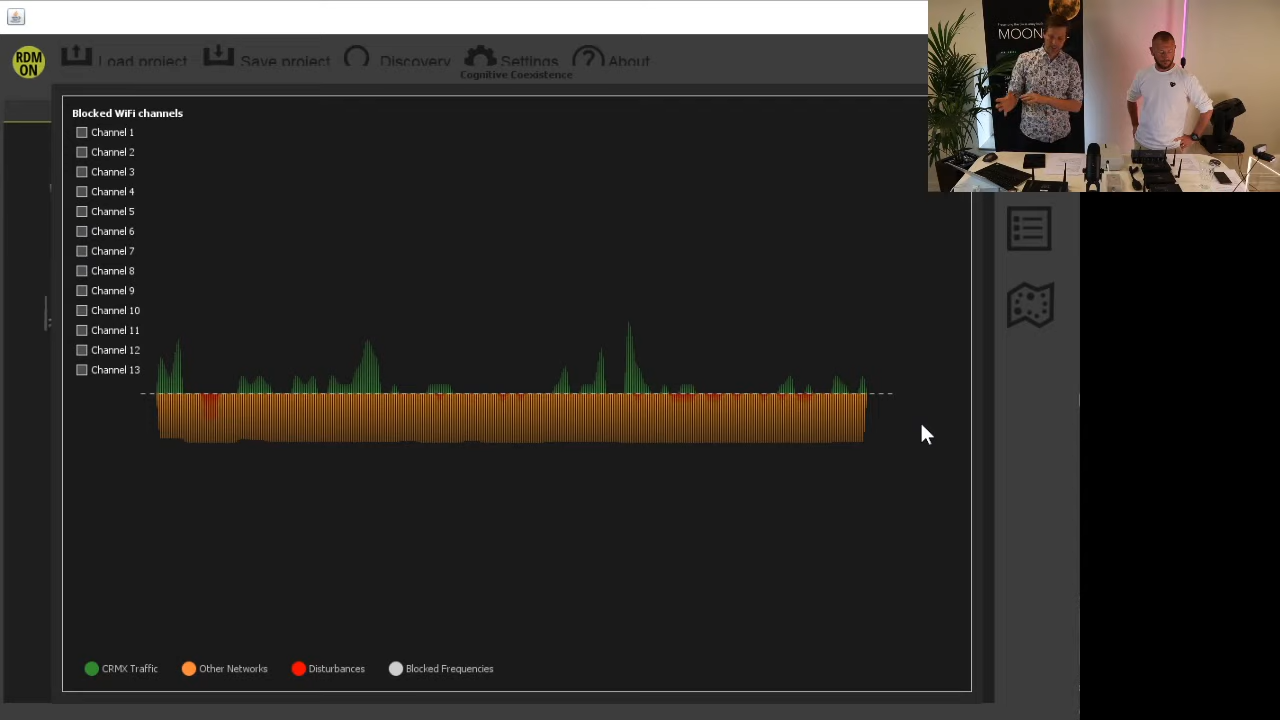 RDM
ON
Load project
Save project
Discovery
Settings
About
Cognitive Coexistence
Blocked WiFi channels
Channel 1
Channel 2
Channel 3
Channel 4
Channel 5
Channel 6
Channel 7
Channel 8
Channel 9
Channel 10
Channel 11
Channel 12
Channel 13
CRMX Traffic
Other Networks
Disturbances
Blocked Frequencies